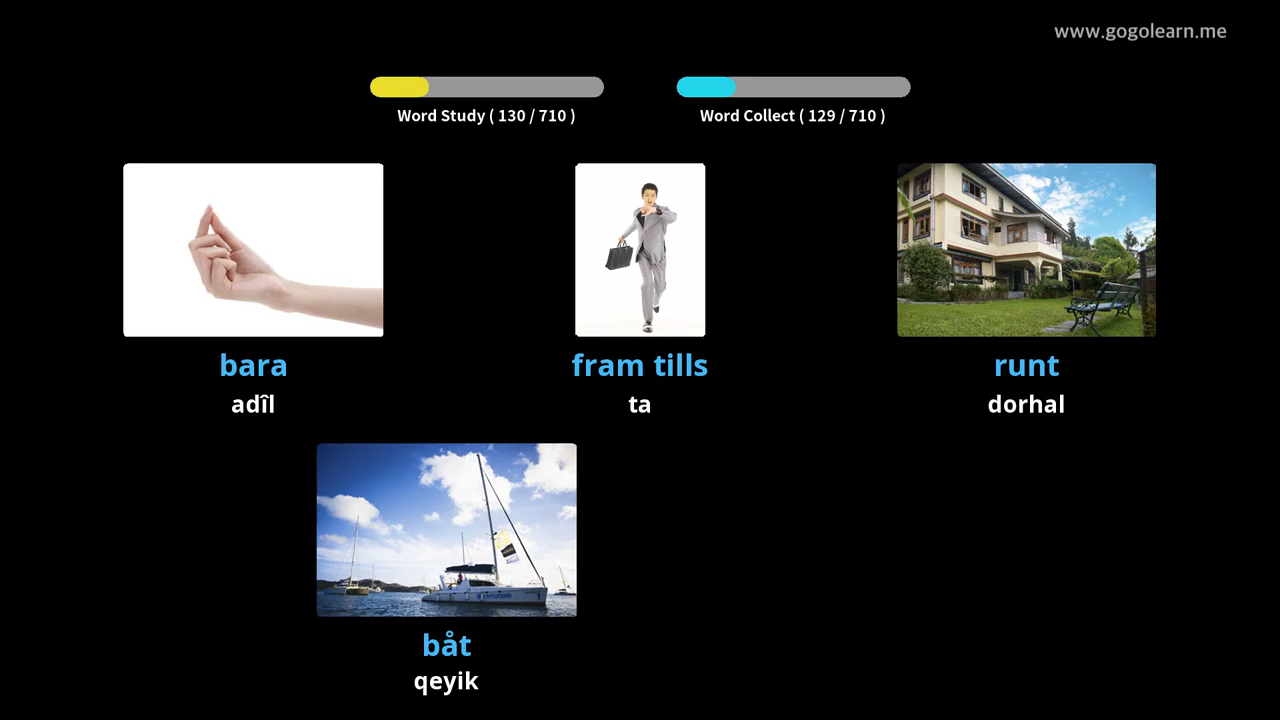 www.gogolearn.me
Word Study ( 130 / 710 )
Word Collect ( 129 / 710 )
bara
adîl
fram tills
ta
runt
dorhal
båt
qeyik